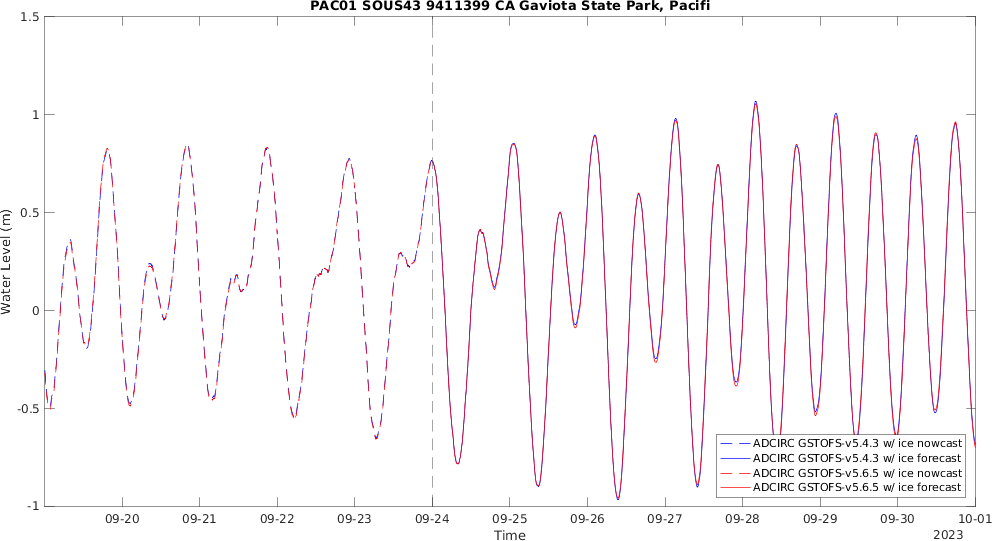 PAC01 SOUS43 9411399 CA Gaviota State Park, Pacifi
1.5
1
0.5
0
-0.5
-1
Water Level (m)
ADCIRC GSTOFS-v5.4.3 w/ ice nowcast
ADCIRC GSTOFS-v5.4.3 w/ ice forecast
ADCIRC GSTOFS-v5.6.5 w/ ice nowcast
ADCIRC GSTOFS-v5.6.5 w/ ice forecast
09-20 09-21 09-22 09-23 09-24 09-25 09-26 09-27 09-28 09-29 09-30 10-01
Time
2023